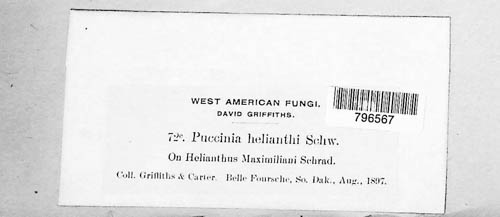 WEST AMERICAN FUNGI.
DAVID GRIFFITHS.
796567
72c. Puccinia helianthi Schw.
On Helianthus Maximiliani Schrad.
Coll. Griffiths & Carter. Belle Foursche, So. Dak., Aug., 1897.